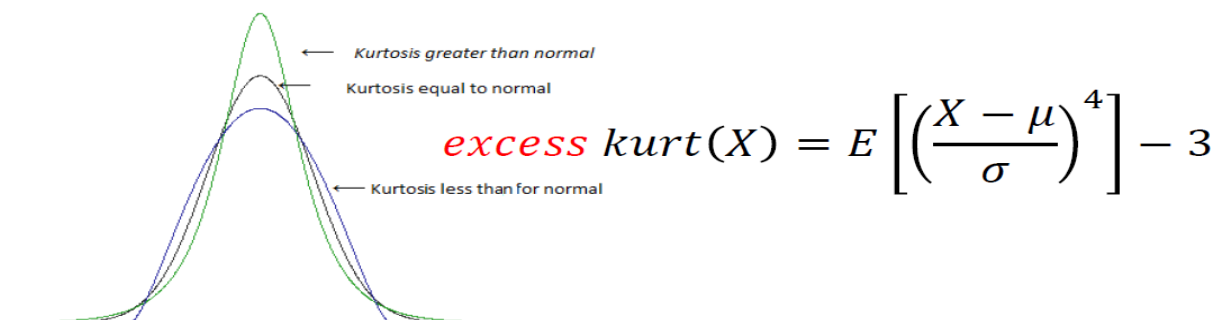 Kurtosis greater than normal
Kurtosis equal to normal
excess kurt(X) = E[((X − μ)/σ)^4] − 3
Kurtosis less than for normal